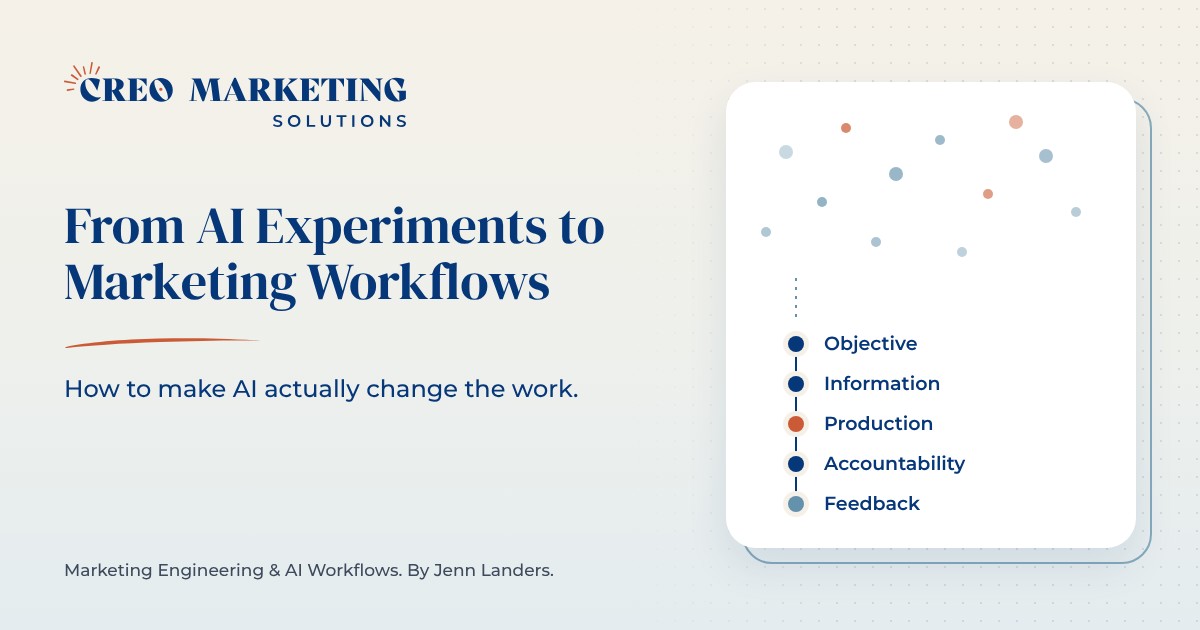 CREO MARKETING
SOLUTIONS
From AI Experiments to
Marketing Workflows
How to make AI actually change the work.
Marketing Engineering & AI Workflows. By Jenn Landers.
Objective
Information
Production
Accountability
Feedback